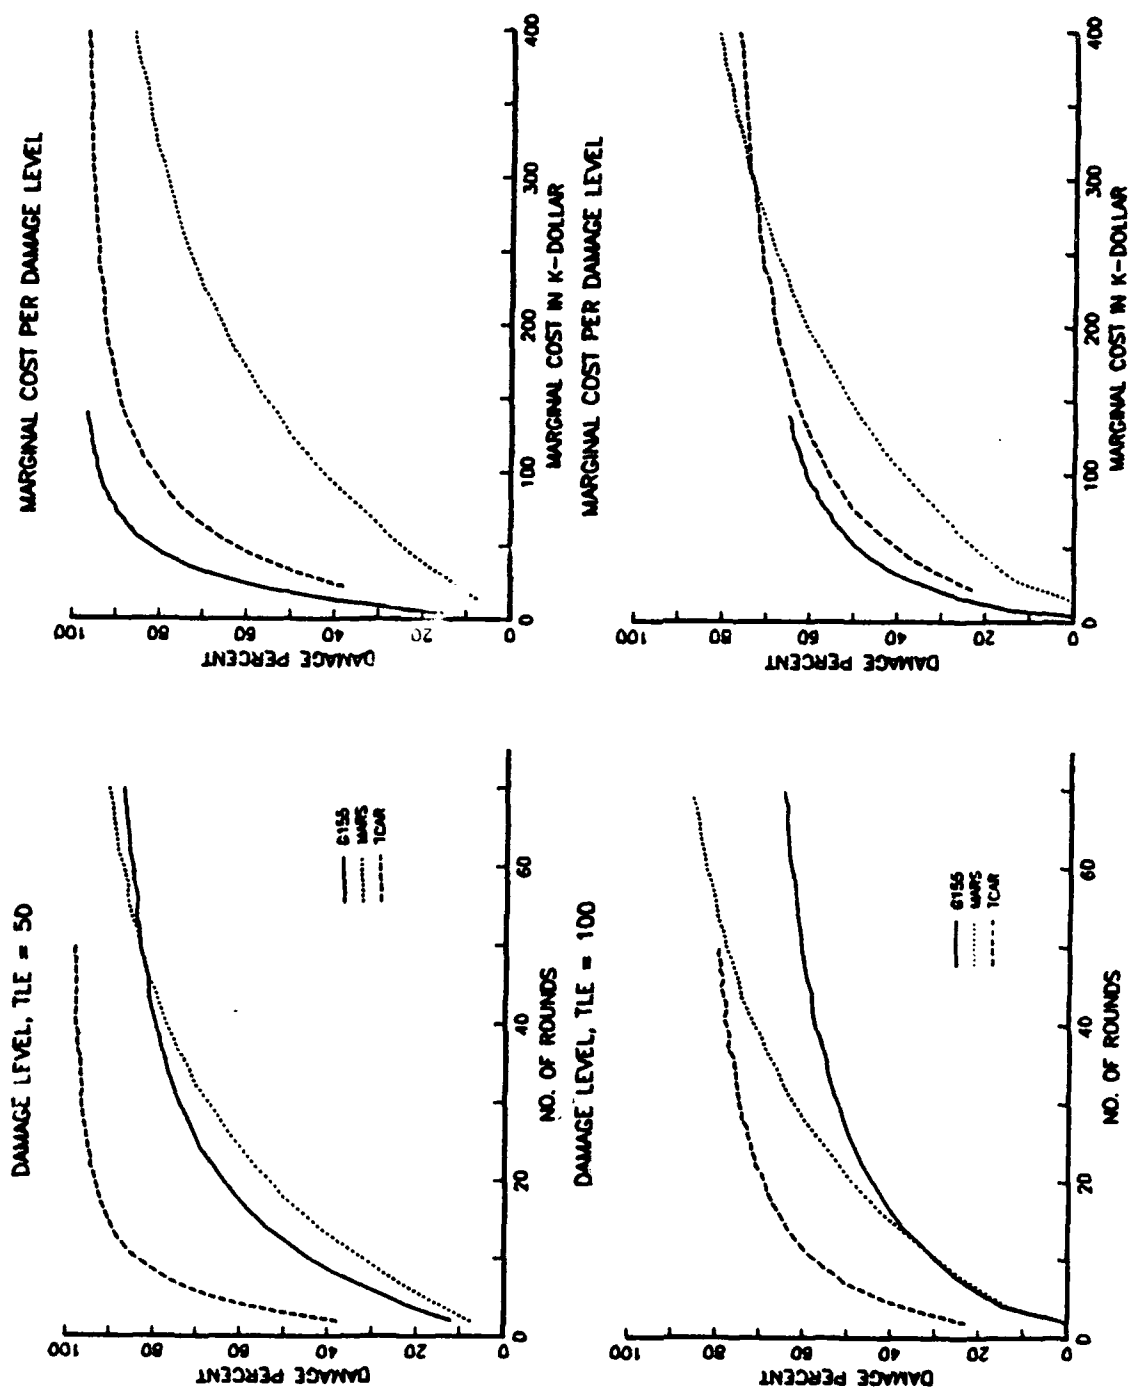 DAMAGE LEVEL, TLE = 50
DAMAGE PERCENT
100
80
60
40
20
0
0
20
40
60
NO. OF ROUNDS
G155
MARS
TCAR
MARGINAL COST PER DAMAGE LEVEL
DAMAGE PERCENT
100
80
60
40
20
0
0
100
200
300
400
MARGINAL COST IN K-DOLLAR
DAMAGE LEVEL, TLE = 100
DAMAGE PERCENT
100
80
60
40
20
0
0
20
40
60
NO. OF ROUNDS
G155
MARS
TCAR
MARGINAL COST PER DAMAGE LEVEL
DAMAGE PERCENT
100
80
60
40
20
0
0
100
200
300
400
MARGINAL COST IN K-DOLLAR